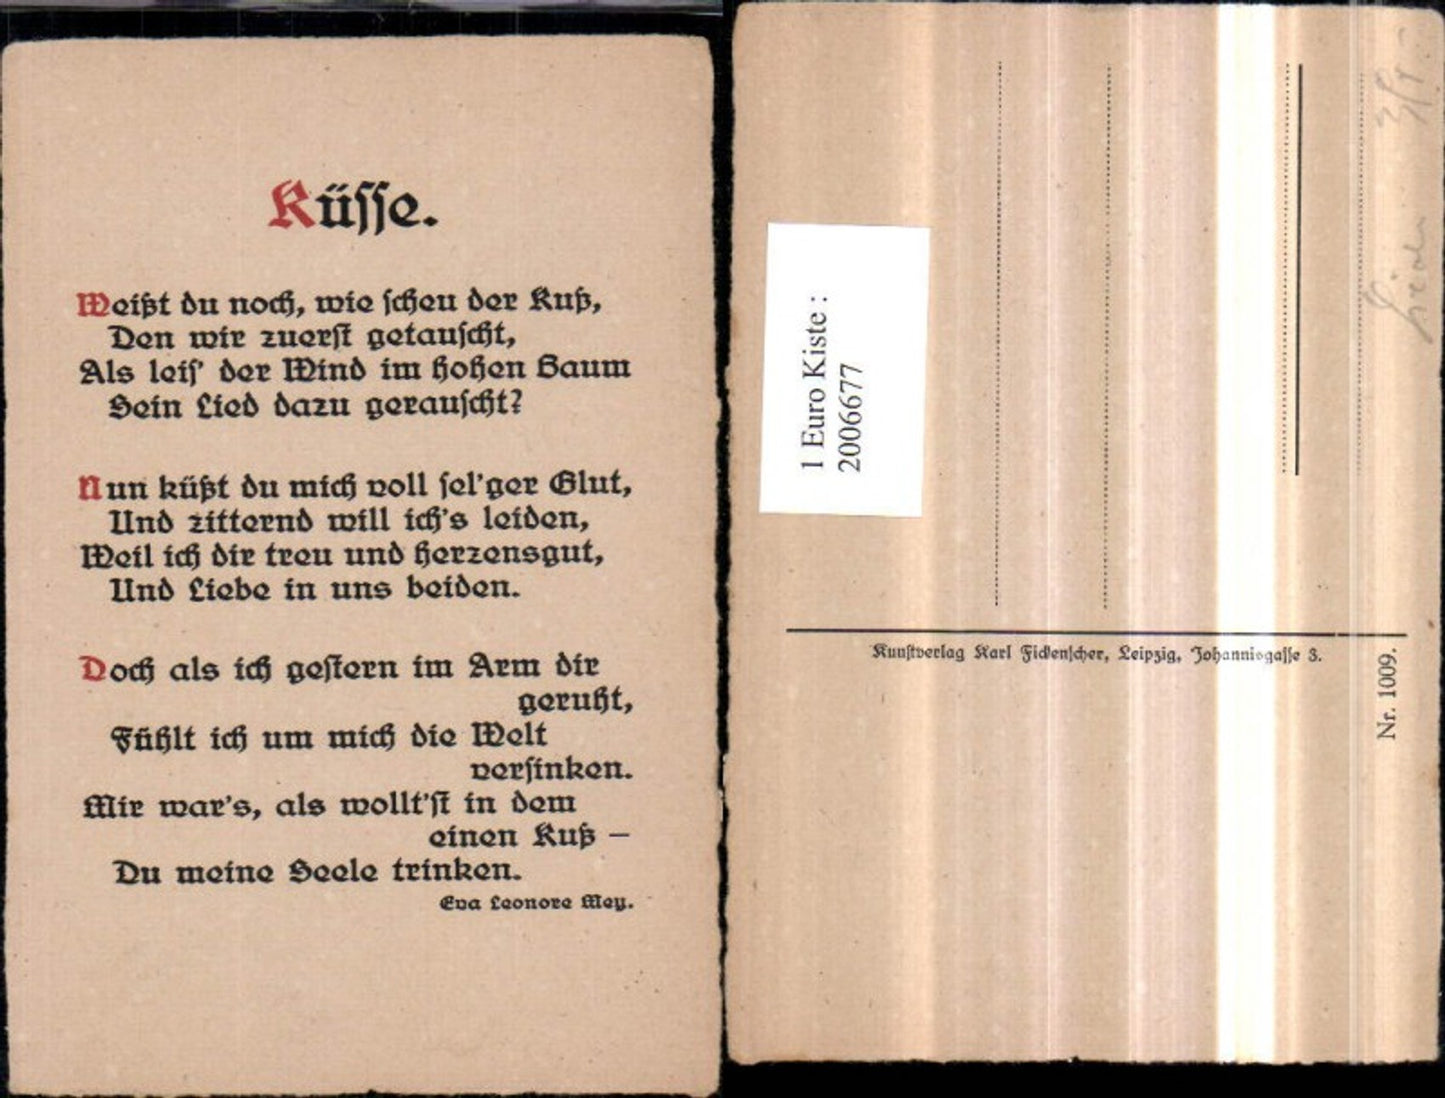 Küsse.
Weißt du noch, wie scheu der Kuß,
Den wir zuerst getauscht,
Als leis' der Wind im hohen Baum
Sein Lied dazu gerauscht?
Nun küßt du mich voll sel'ger Glut,
Und zitternd will ich's leiden,
Weil ich dir treu und herzensgut,
Und Liebe in uns beiden.
Doch als ich gestern im Arm dir
geruht,
Fühlt ich um mich die Welt
versinken.
Mir war's, als wollt'st in dem
einen Kuß –
Du meine Seele trinken.
Eva Leonore Mey.
1 Euro Kiste :
2006677
Kunstverlag Karl Fickenscher, Leipzig, Johannisgasse 3.
Nr. 1009.